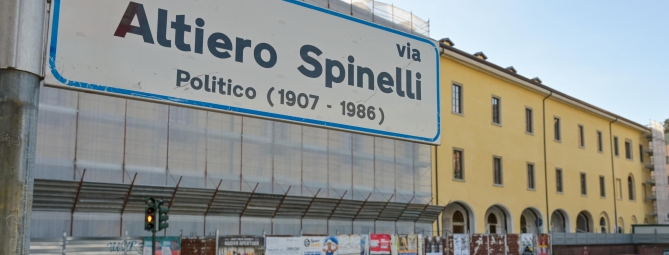 via
Altiero Spinelli
Politico (1907 - 1986)